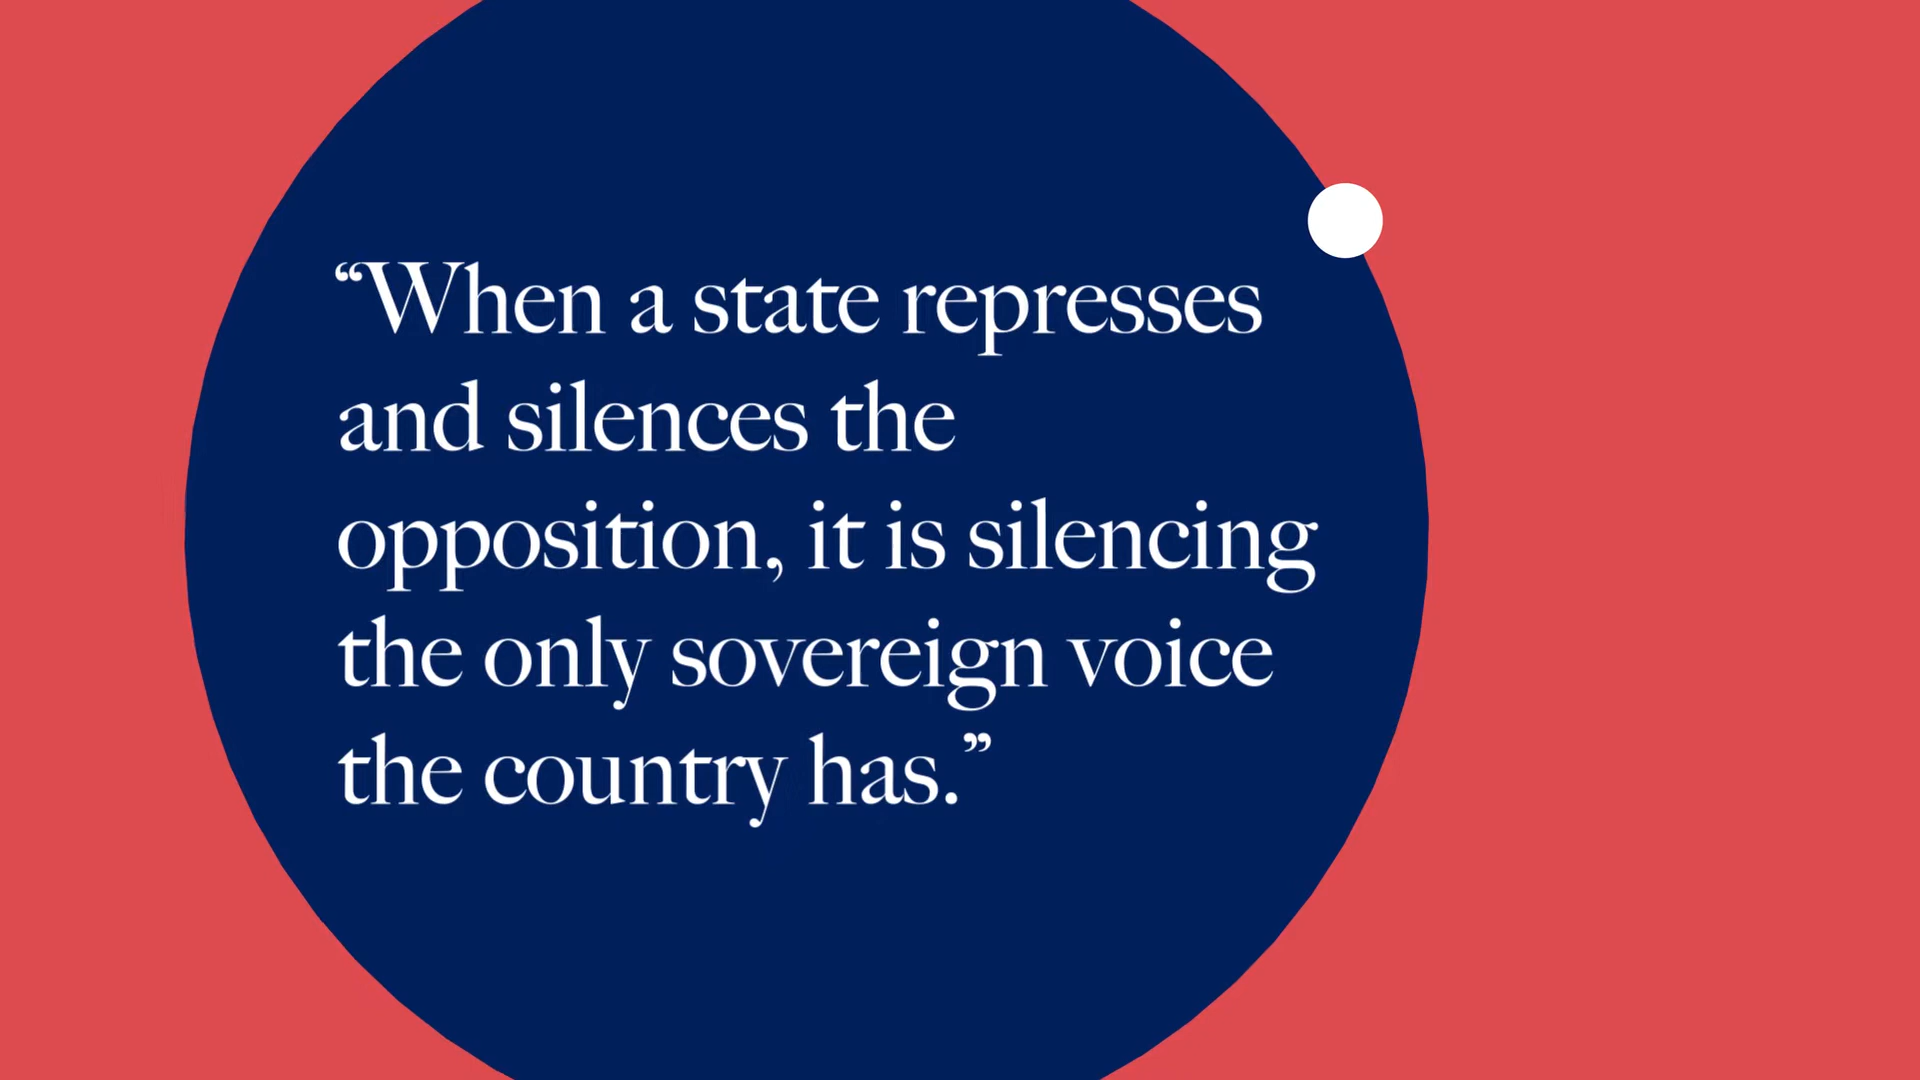 “When a state represses
and silences the
opposition, it is silencing
the only sovereign voice
the country has.”